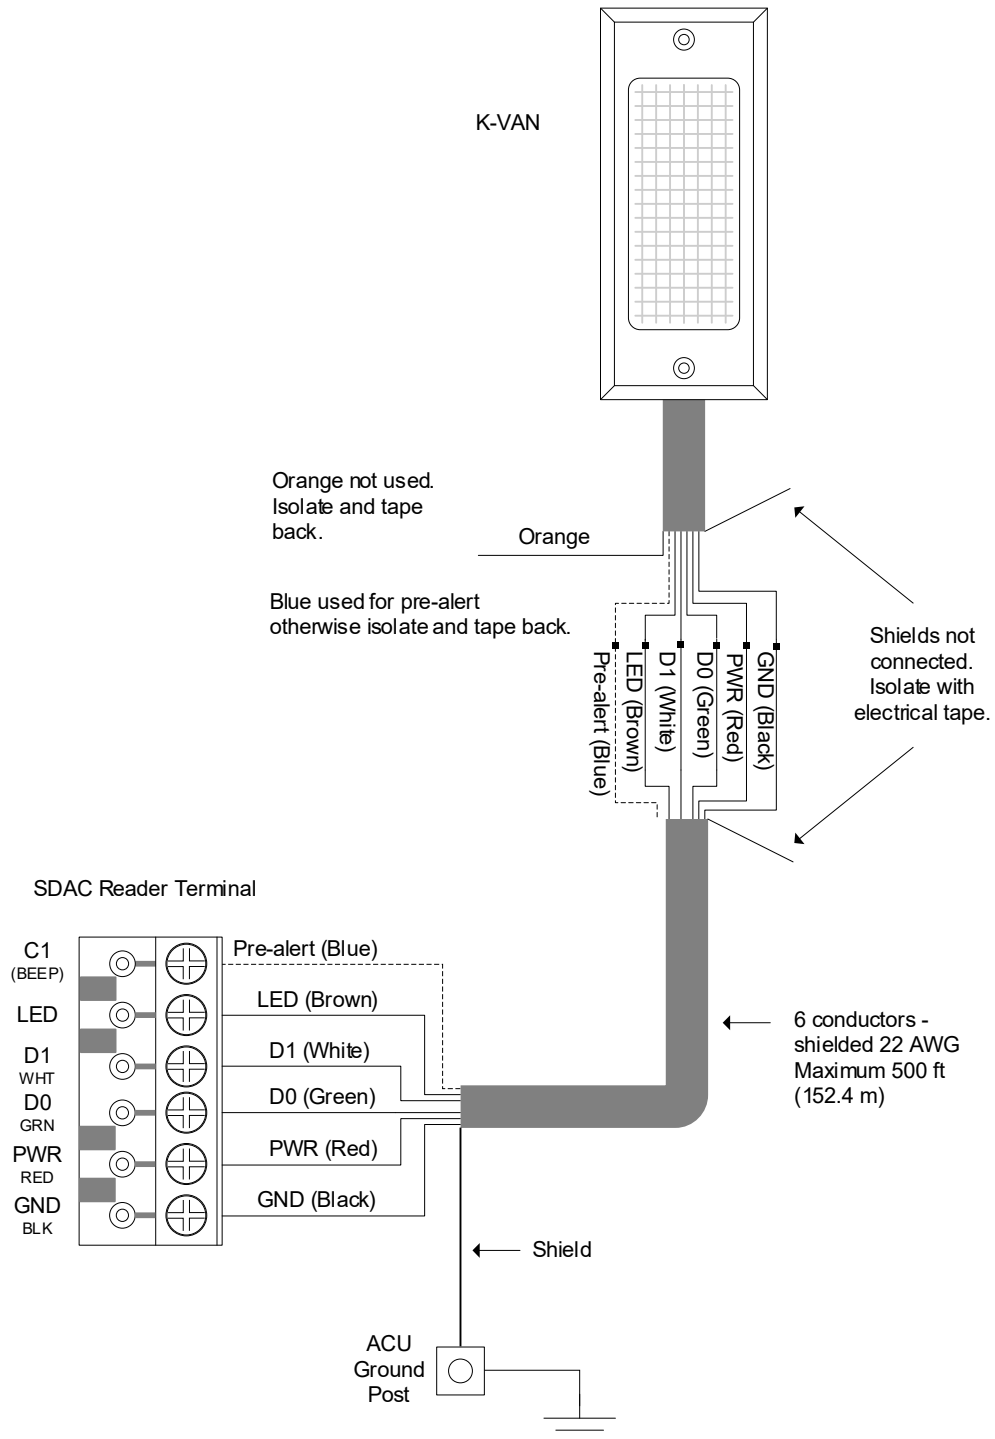 K-VAN
Orange not used.
Isolate and tape
back.
Orange
Blue used for pre-alert
otherwise isolate and tape back.
Pre-alert (Blue)
LED (Brown)
D1 (White)
D0 (Green)
PWR (Red)
GND (Black)
Shields not
connected.
Isolate with
electrical tape.
SDAC Reader Terminal
C1
(BEEP)
Pre-alert (Blue)
LED
LED (Brown)
D1
WHT
D1 (White)
D0
GRN
D0 (Green)
PWR
RED
PWR (Red)
GND
BLK
GND (Black)
6 conductors -
shielded 22 AWG
Maximum 500 ft
(152.4 m)
Shield
ACU
Ground
Post